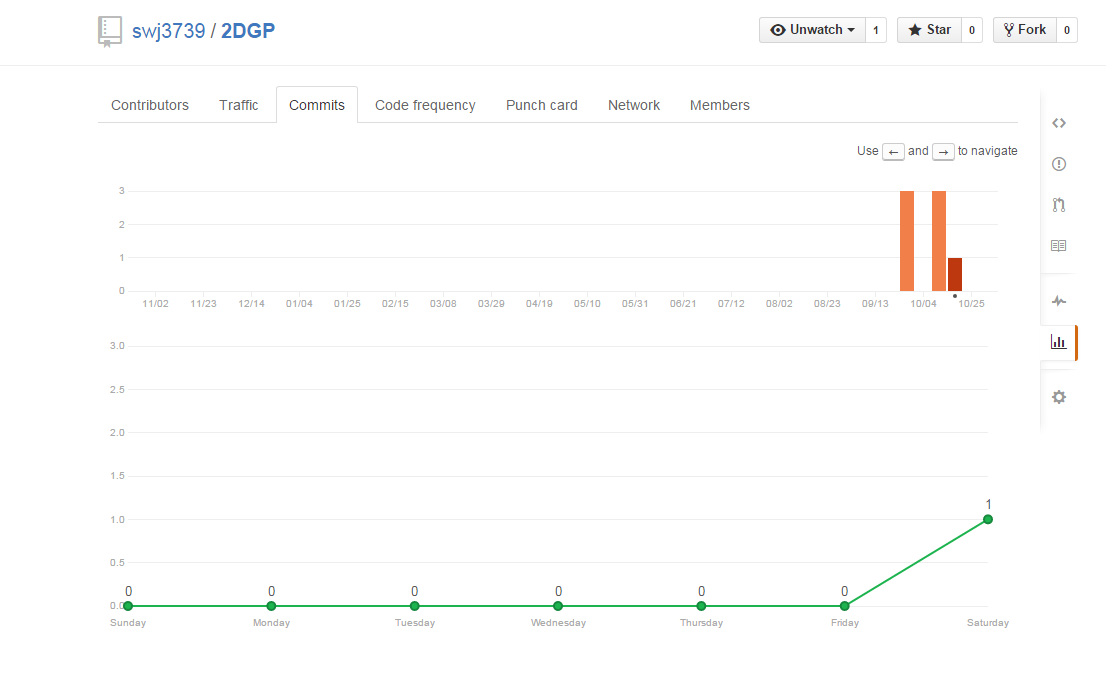 swj3739 / 2DGP
Unwatch 1 Star 0 Fork 0
Contributors Traffic Commits Code frequency Punch card Network Members
Use ← and → to navigate
3
2
1
0
11/02 11/23 12/14 01/04 01/25 02/15 03/08 03/29 04/19 05/10 05/31 06/21 07/12 08/02 08/23 09/13 10/04 10/25
3.0
2.5
2.0
1.5
1
1.0
0.5
0 0 0 0 0 0
0.0
Sunday Monday Tuesday Wednesday Thursday Friday Saturday